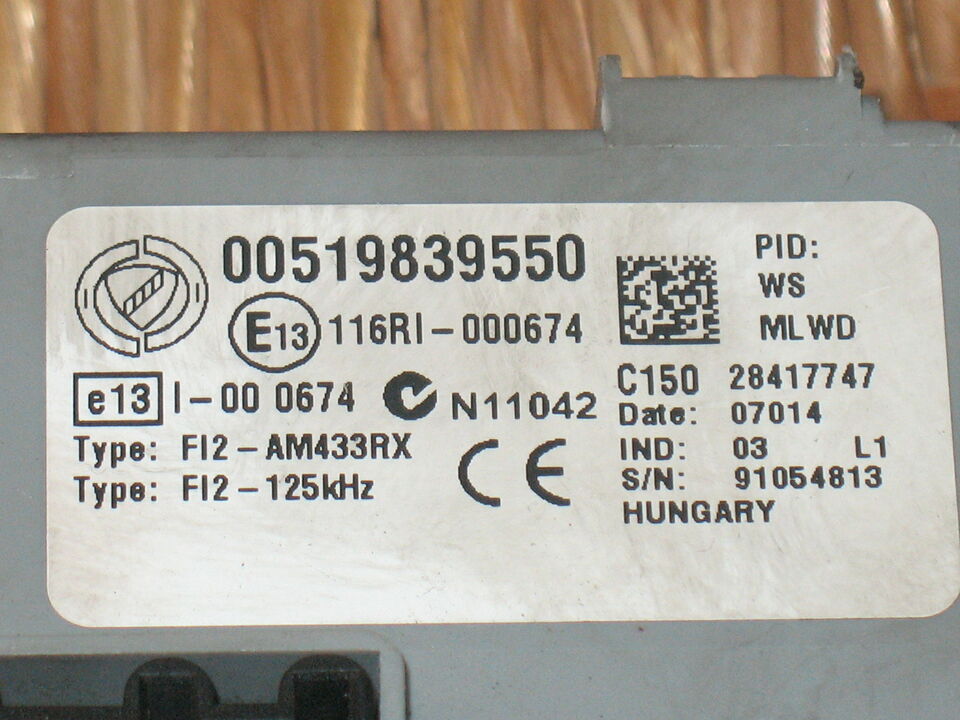 00519839550
E13 116RI-000674
e13 I-00 0674 N11042
Type: FI2-AM433RX
Type: FI2-125kHz
CE
PID:
WS
MLWD
C150 28417747
Date: 07014
IND: 03 L1
S/N: 91054813
HUNGARY